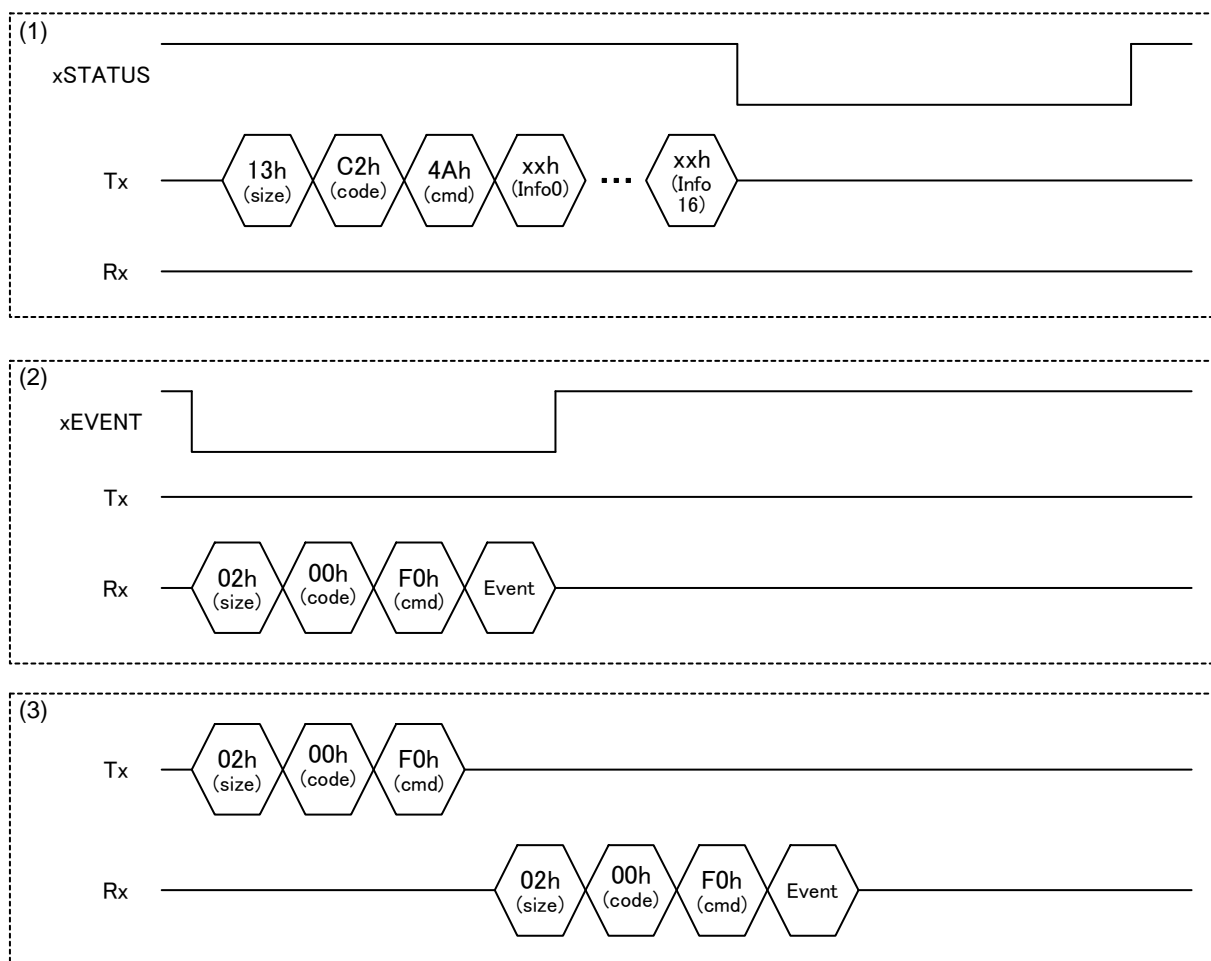 (1)
xSTATUS
Tx
13h
(size)
C2h
(code)
4Ah
(cmd)
xxh
(Info0)
...
xxh
(Info
16)
Rx
(2)
xEVENT
Tx
Rx
02h
(size)
00h
(code)
F0h
(cmd)
Event
(3)
Tx
02h
(size)
00h
(code)
F0h
(cmd)
Rx
02h
(size)
00h
(code)
F0h
(cmd)
Event